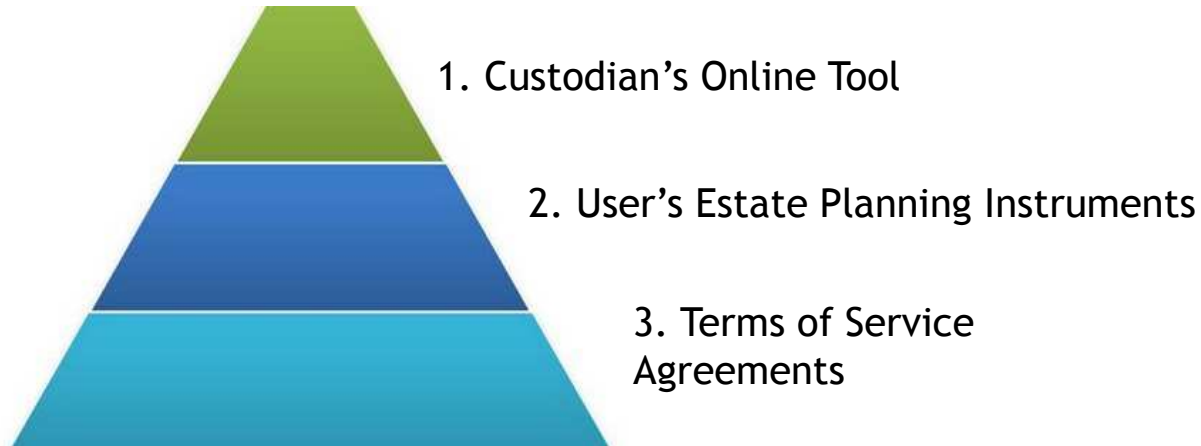 1. Custodian’s Online Tool
2. User’s Estate Planning Instruments
3. Terms of Service
Agreements